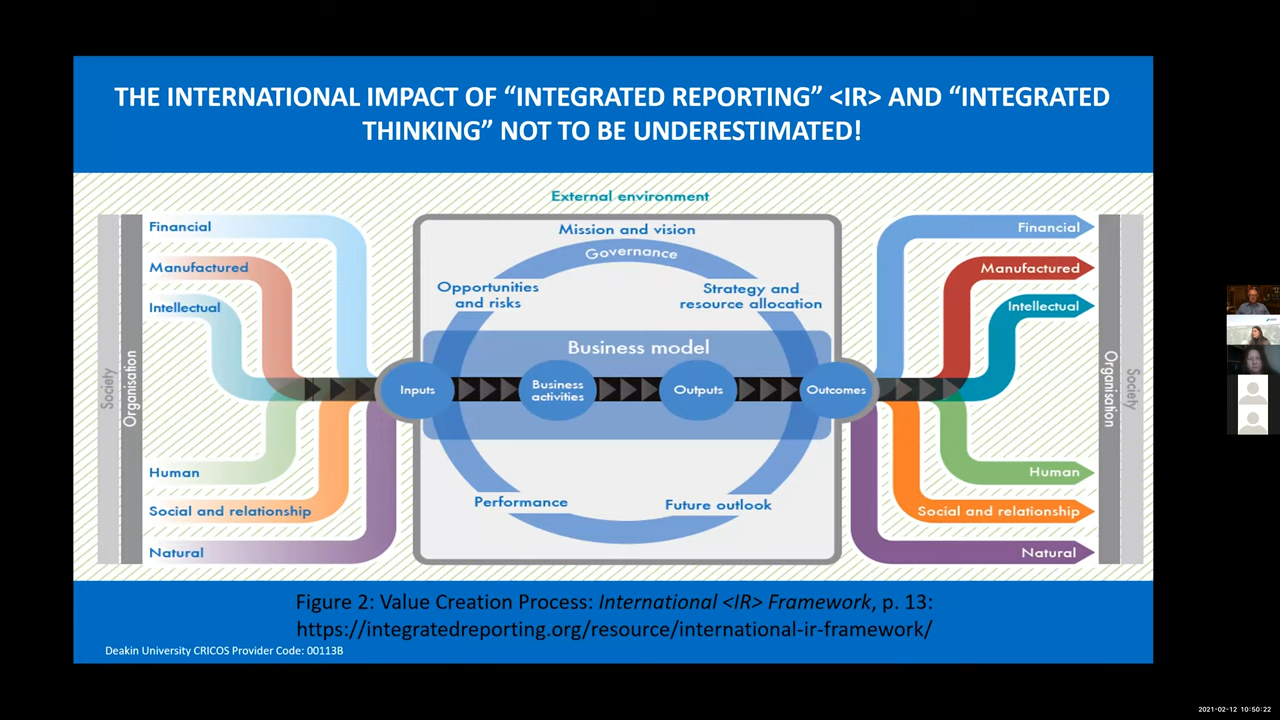 THE INTERNATIONAL IMPACT OF “INTEGRATED REPORTING” <IR> AND “INTEGRATED
THINKING” NOT TO BE UNDERESTIMATED!
External environment
Society
Organisation
Financial
Manufactured
Intellectual
Human
Social and relationship
Natural
Mission and vision
Governance
Opportunities
and risks
Strategy and
resource allocation
Business model
Inputs
Business
activities
Outputs
Outcomes
Performance
Future outlook
Financial
Manufactured
Intellectual
Human
Social and relationship
Natural
Organisation
Society
Figure 2: Value Creation Process: International <IR> Framework, p. 13:
https://integratedreporting.org/resource/international-ir-framework/
Deakin University CRICOS Provider Code: 00113B
2021-02-12 10:50:22